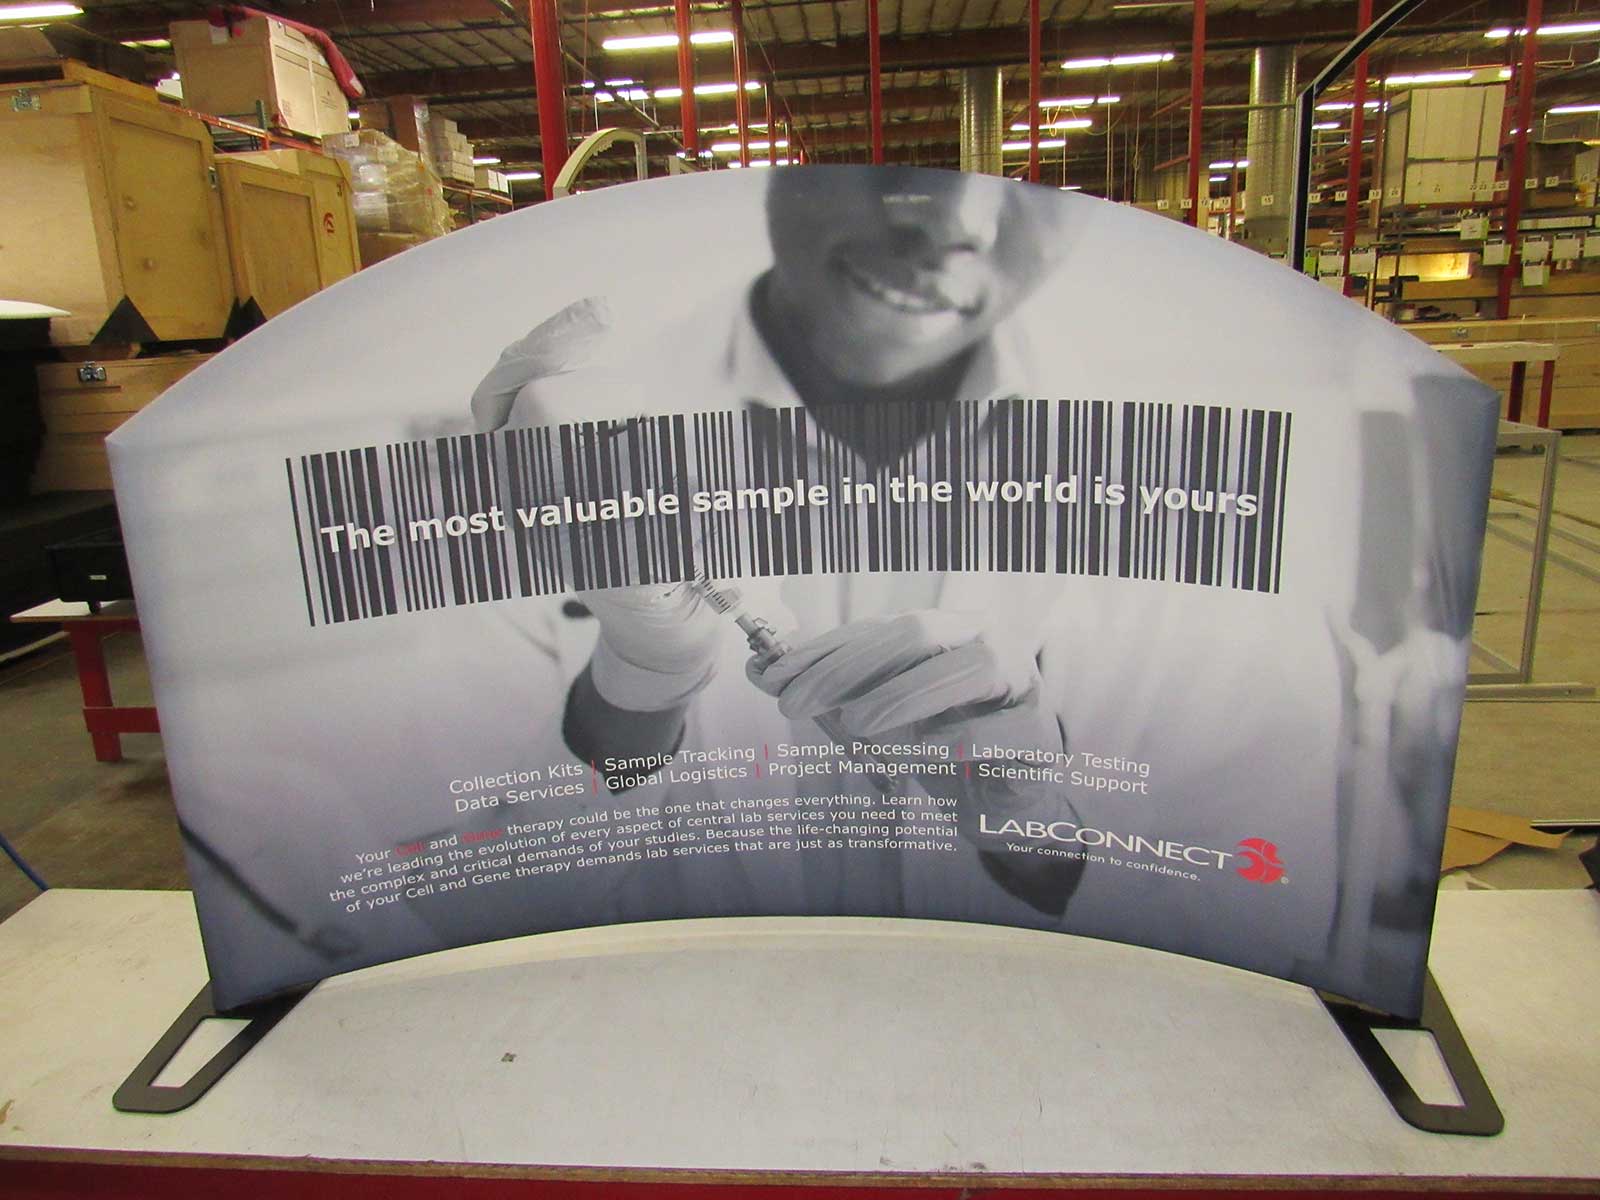 The most valuable sample in the world is yours
Collection Kits | Sample Tracking | Sample Processing | Laboratory Testing
Data Services | Global Logistics | Project Management | Scientific Support
Your Cell and Gene therapy could be the one that changes everything. Learn how
we're leading the evolution of every aspect of central lab services you need to meet
the complex and critical demands of your studies. Because the life-changing potential
of your Cell and Gene therapy demands lab services that are just as transformative.
LABCONNECT
Your connection to confidence.